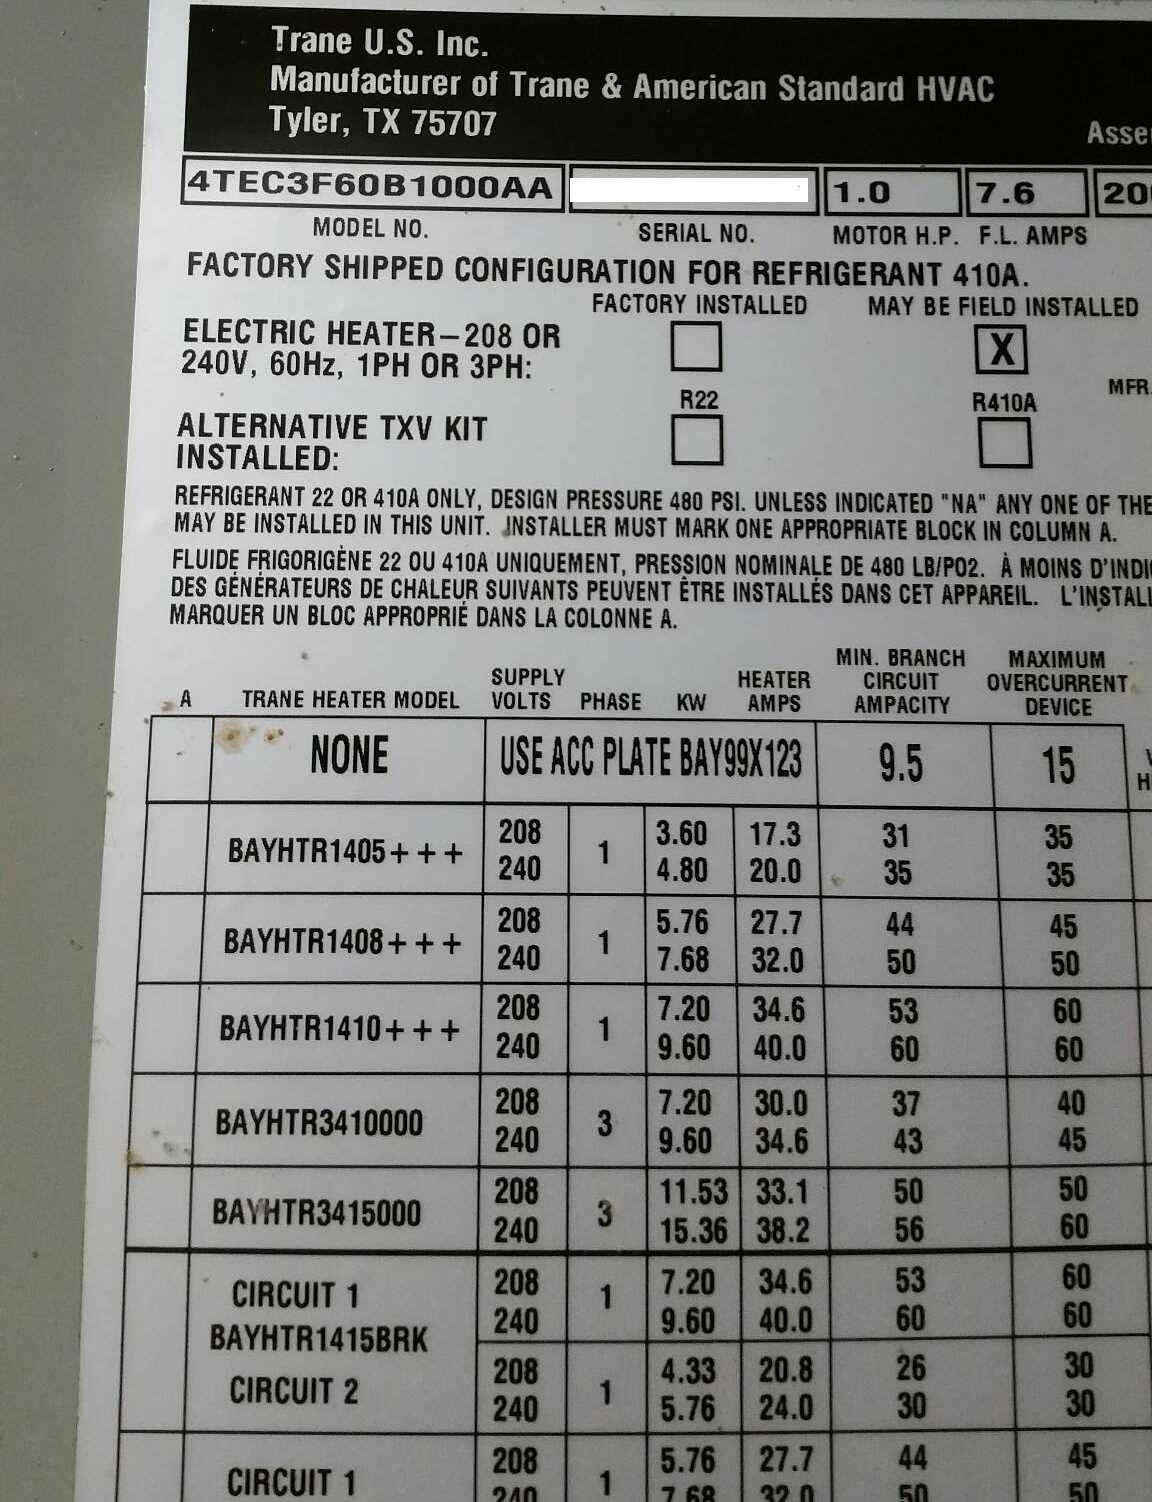 Trane U.S. Inc.
Manufacturer of Trane & American Standard HVAC
Tyler, TX 75707
4TEC3F60B1000AA 1.0 7.6
MODEL NO. SERIAL NO. MOTOR H.P. F.L. AMPS
FACTORY SHIPPED CONFIGURATION FOR REFRIGERANT 410A.
FACTORY INSTALLED MAY BE FIELD INSTALLED
ELECTRIC HEATER–208 OR
240V, 60Hz, 1PH OR 3PH: X
MFR.
R22 R410A
ALTERNATIVE TXV KIT
INSTALLED:
REFRIGERANT 22 OR 410A ONLY, DESIGN PRESSURE 480 PSI. UNLESS INDICATED "NA" ANY ONE OF THE
MAY BE INSTALLED IN THIS UNIT. INSTALLER MUST MARK ONE APPROPRIATE BLOCK IN COLUMN A.
FLUIDE FRIGORIGÈNE 22 OU 410A UNIQUEMENT, PRESSION NOMINALE DE 480 LB/PO2. À MOINS D'INDI
DES GÉNÉRATEURS DE CHALEUR SUIVANTS PEUVENT ÊTRE INSTALLÉS DANS CET APPAREIL. L'INSTALL
MARQUER UN BLOC APPROPRIÉ DANS LA COLONNE A.
A TRANE HEATER MODEL SUPPLY VOLTS PHASE KW HEATER AMPS MIN. BRANCH CIRCUIT AMPACITY MAXIMUM OVERCURRENT DEVICE
NONE USE ACC PLATE BAY99X123 9.5 15
BAYHTR1405+++ 208 1 3.60 17.3 31 35
240 4.80 20.0 35 35
BAYHTR1408+++ 208 1 5.76 27.7 44 45
240 7.68 32.0 50 50
BAYHTR1410+++ 208 1 7.20 34.6 53 60
240 9.60 40.0 60 60
BAYHTR3410000 208 3 7.20 30.0 37 40
240 9.60 34.6 43 45
BAYHTR3415000 208 3 11.53 33.1 50 50
240 15.36 38.2 56 60
CIRCUIT 1 208 1 7.20 34.6 53 60
BAYHTR1415BRK 240 9.60 40.0 60 60
CIRCUIT 2 208 1 4.33 20.8 26 30
240 5.76 24.0 30 30
CIRCUIT 1 208 1 5.76 27.7 44 45
240 7.68 32.0 50 50